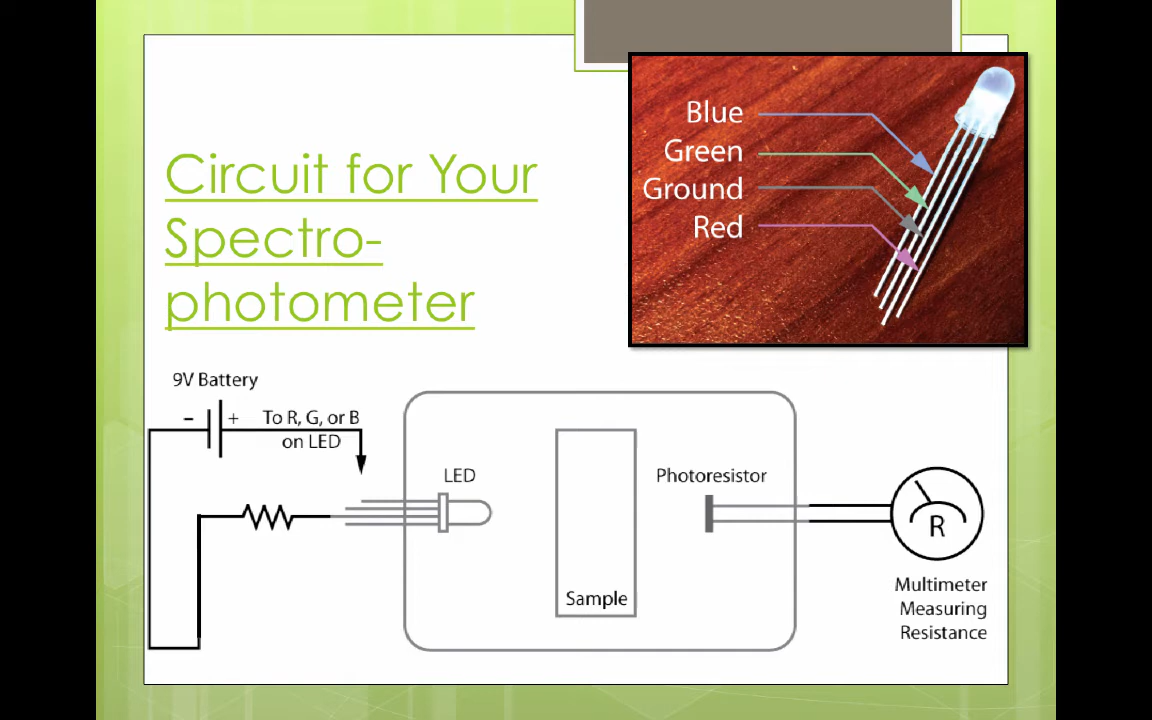 Circuit for Your
Spectro-
photometer
Blue
Green
Ground
Red
9V Battery
− +
To R, G, or B
on LED
LED
Photoresistor
Sample
R
Multimeter
Measuring
Resistance